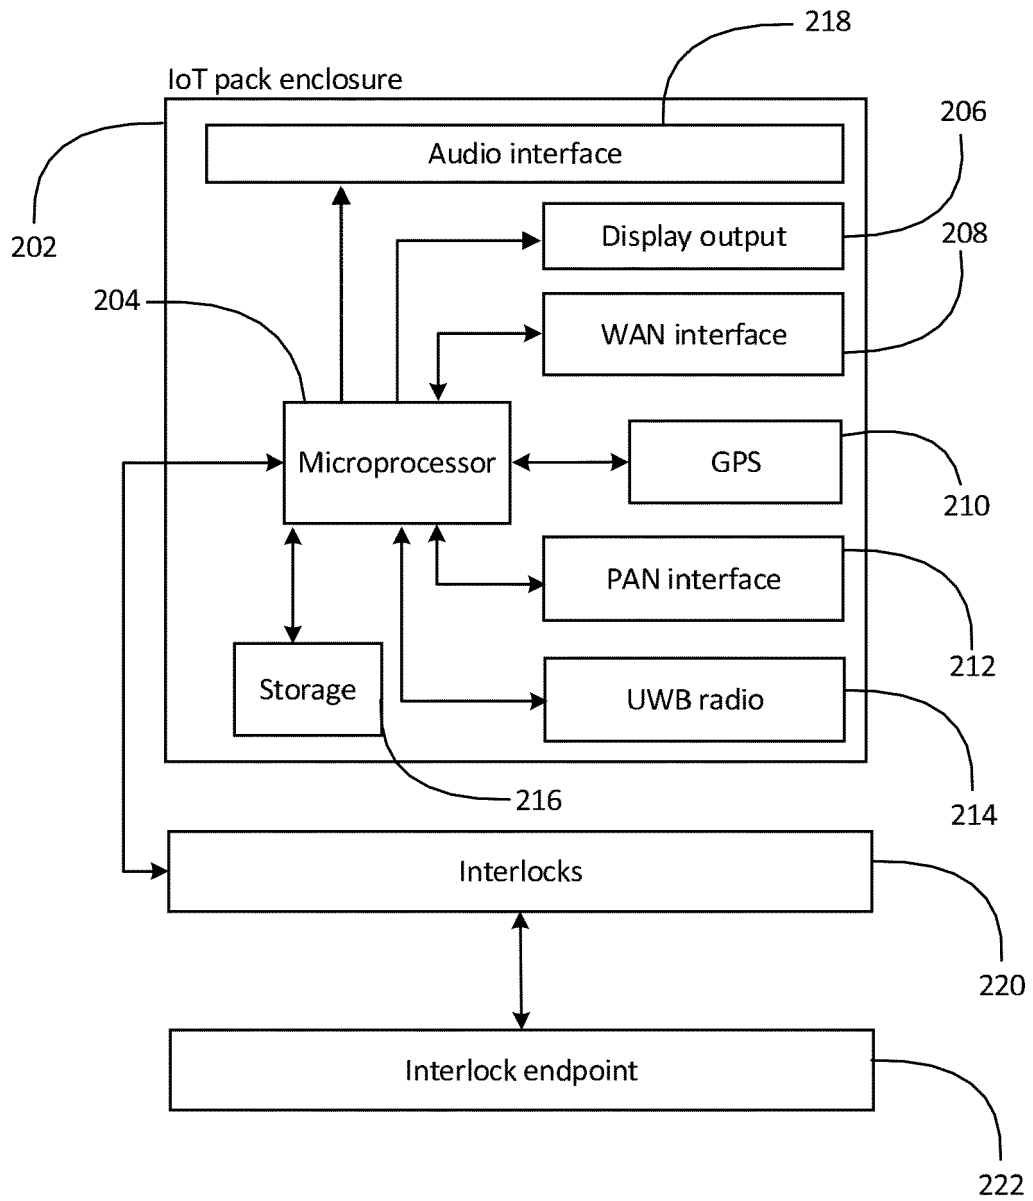 218
IoT pack enclosure
206
Audio interface
Display output
208
202
204
WAN interface
Microprocessor
GPS
210
PAN interface
212
Storage
UWB radio
216
214
Interlocks
220
Interlock endpoint
222